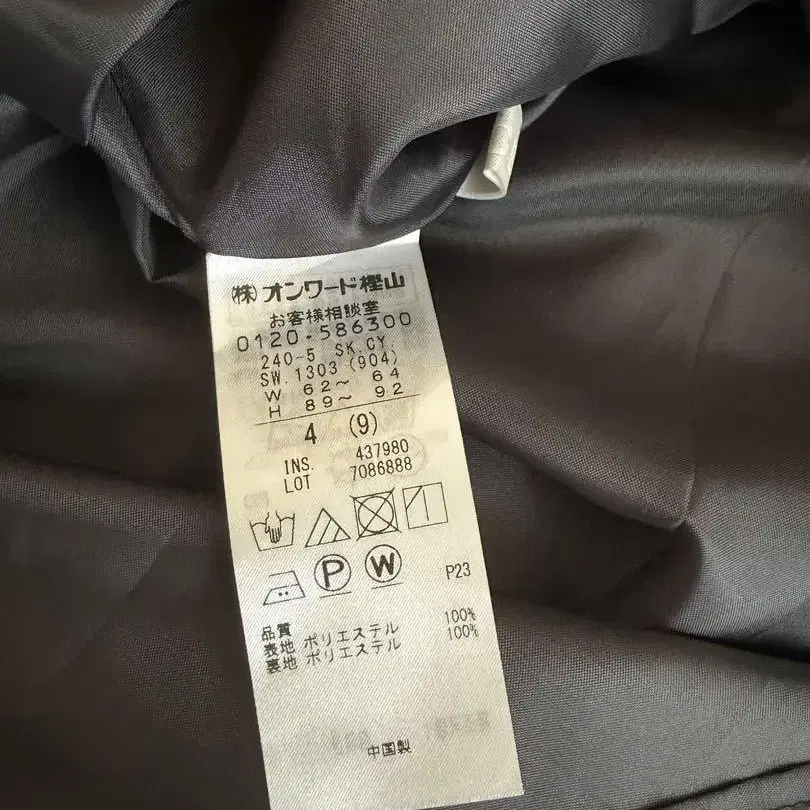 (株)オンワード樫山
お客様相談室
0120-586300
240-5 SK.CY.
SW.1303 (904)
W 62～ 64
H 89～ 92
4 (9)
INS. 437980
LOT 7086888
P W P23
品質
表地 ポリエステル 100%
裏地 ポリエステル 100%
中国製